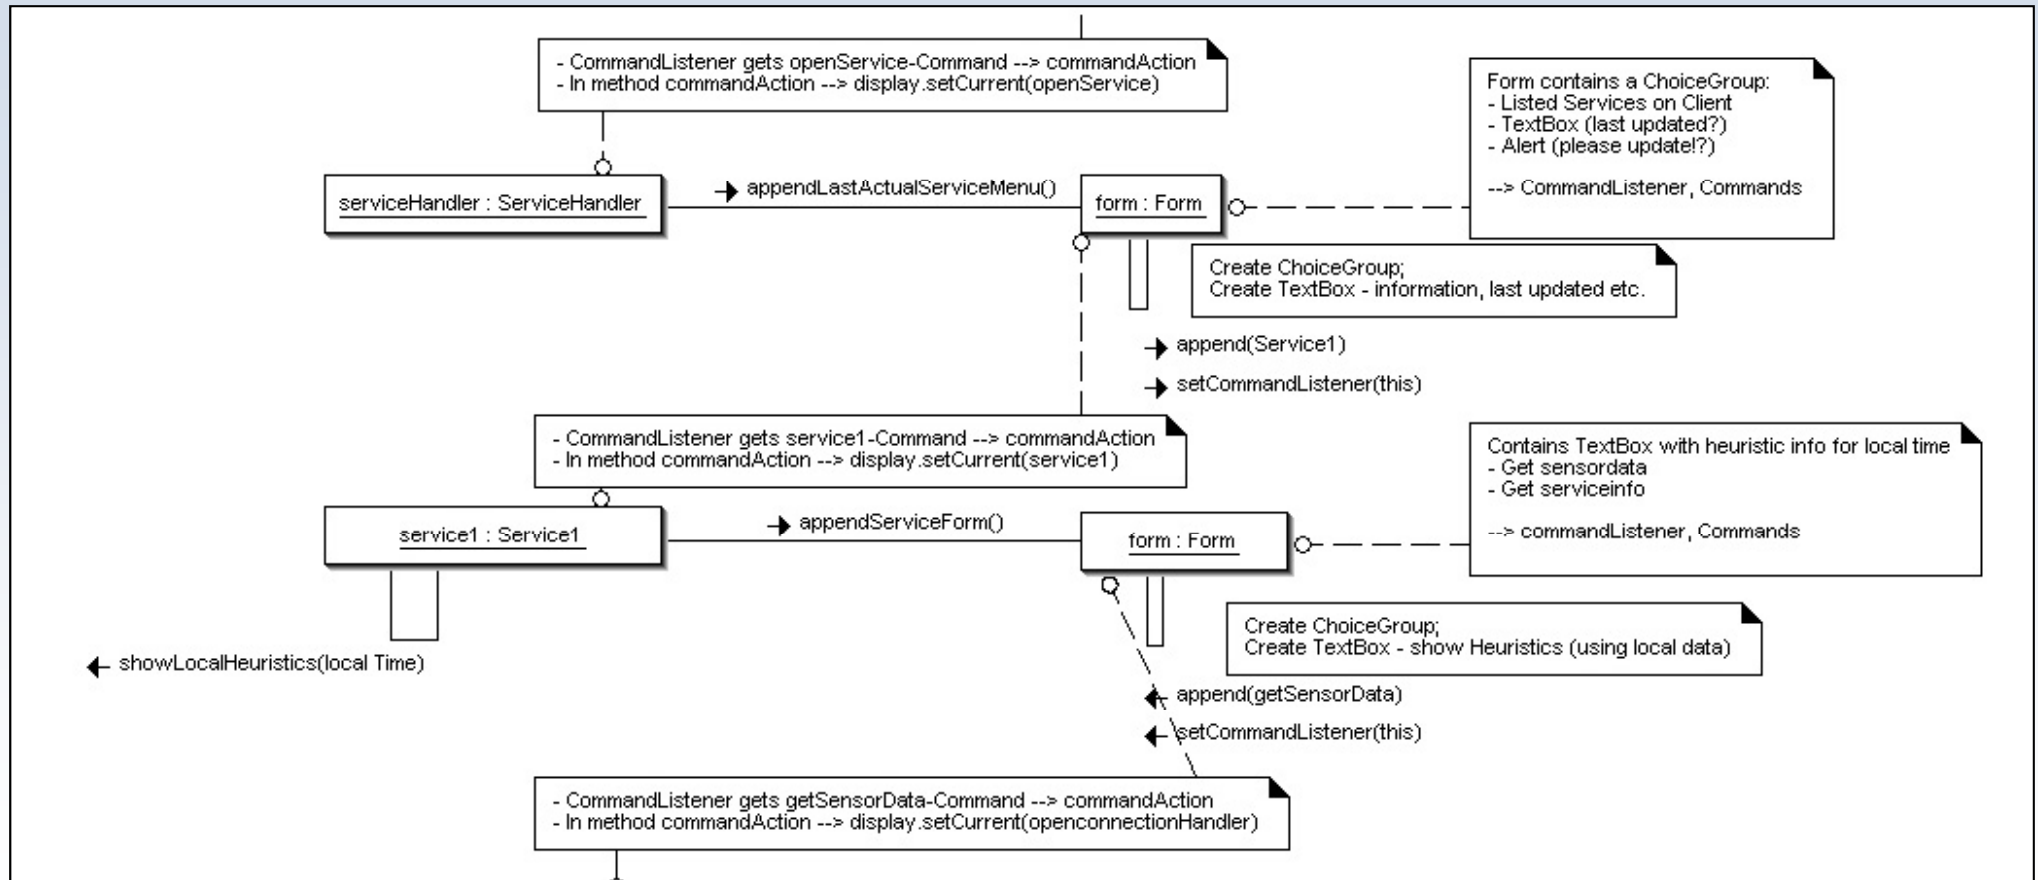 - CommandListener gets openService-Command --> commandAction
- In method commandAction --> display.setCurrent(openService)
Form contains a ChoiceGroup:
- Listed Services on Client
- TextBox (last updated?)
- Alert (please update!?)
--> CommandListener, Commands
serviceHandler : ServiceHandler
appendLastActualServiceMenu()
form : Form
Create ChoiceGroup;
Create TextBox - information, last updated etc.
append(Service1)
setCommandListener(this)
- CommandListener gets service1-Command --> commandAction
- In method commandAction --> display.setCurrent(service1)
Contains TextBox with heuristic info for local time
- Get sensordata
- Get serviceinfo
--> commandListener, Commands
service1 : Service1
appendServiceForm()
form : Form
Create ChoiceGroup;
Create TextBox - show Heuristics (using local data)
showLocalHeuristics(local Time)
append(getSensorData)
setCommandListener(this)
- CommandListener gets getSensorData-Command --> commandAction
- In method commandAction --> display.setCurrent(openconnectionHandler)